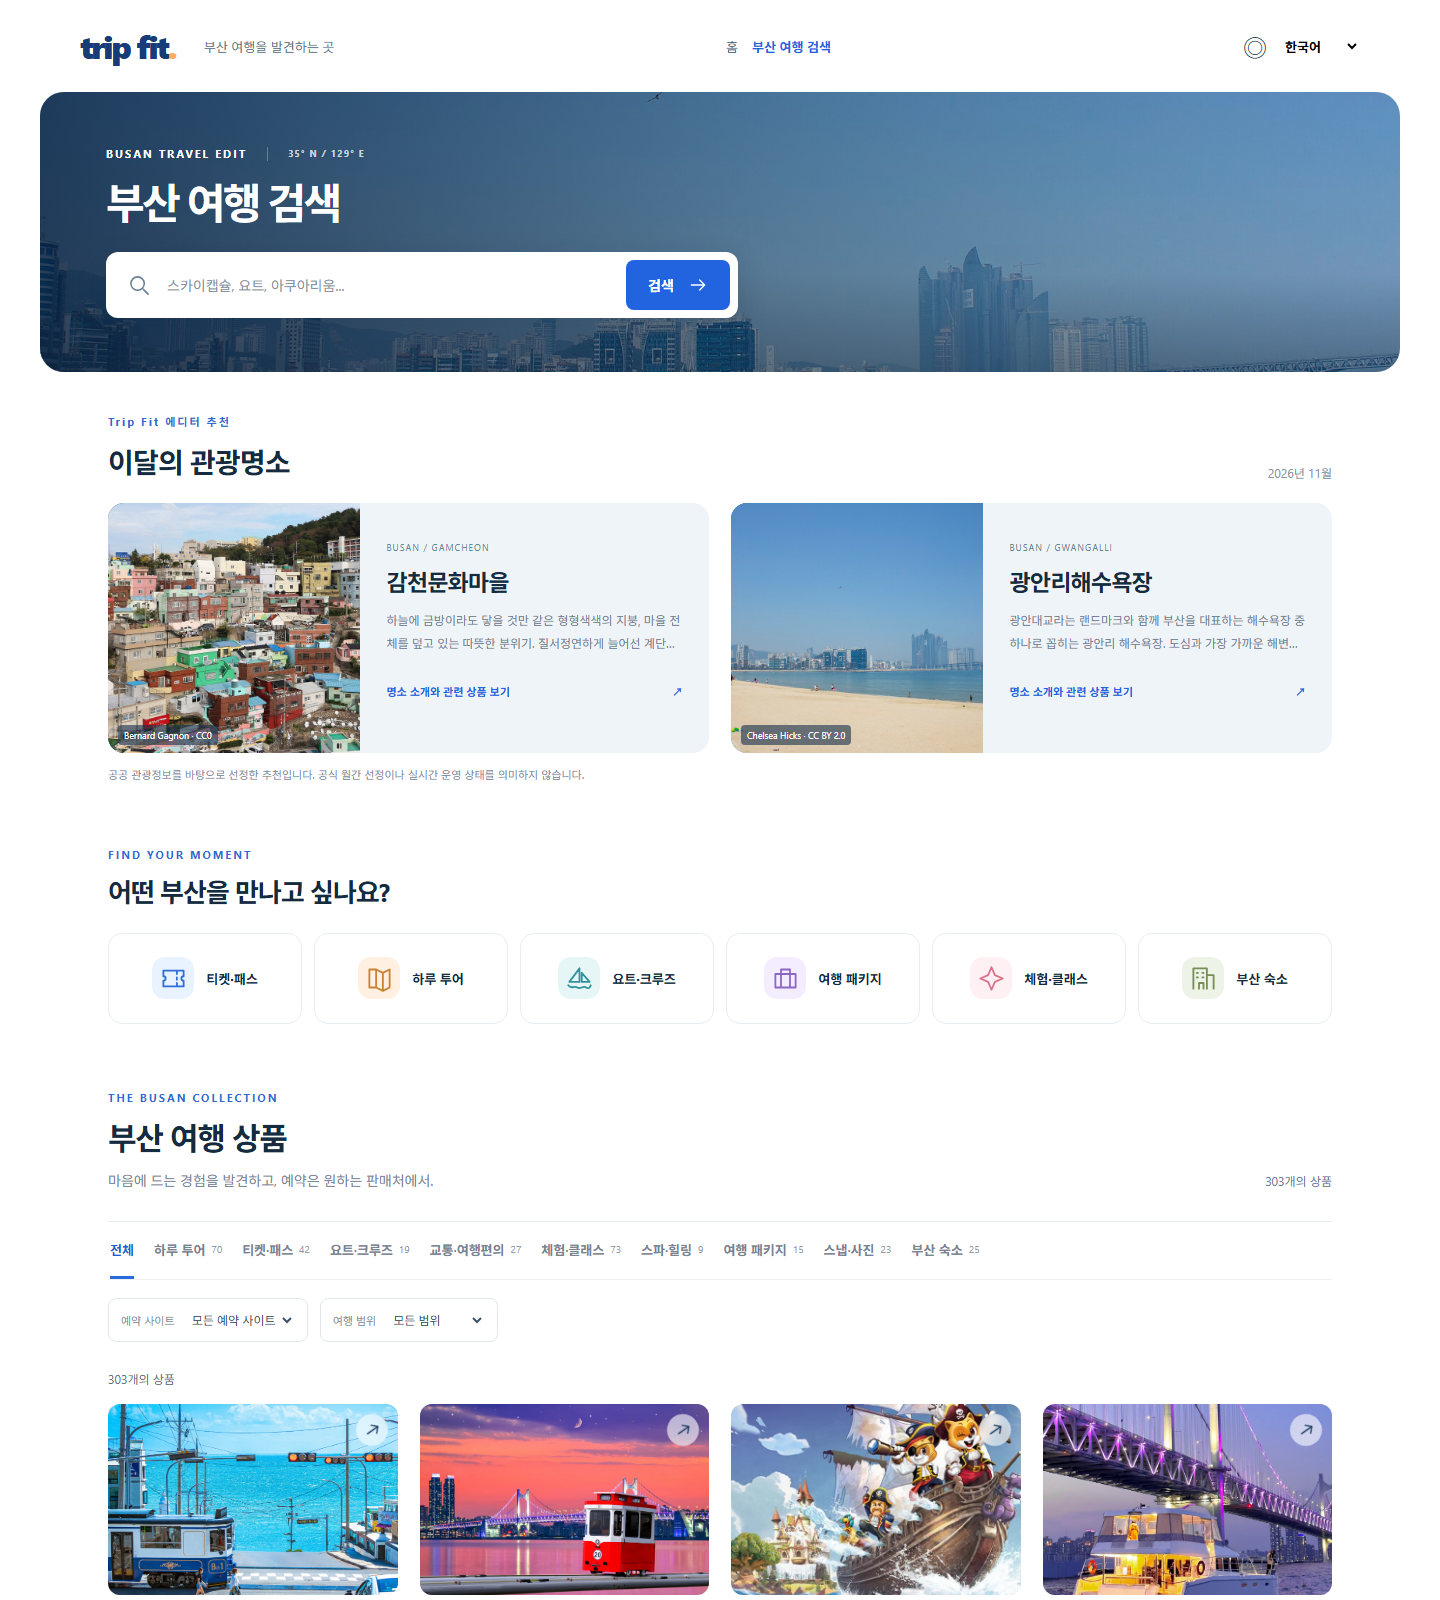 trip fit.
부산 여행을 발견하는 곳
홈
부산 여행 검색
한국어
BUSAN TRAVEL EDIT
35° N / 129° E
부산 여행 검색
스카이캡슐, 요트, 아쿠아리움...
검색
Trip Fit 에디터 추천
이달의 관광명소
2026년 11월
BUSAN / GAMCHEON
감천문화마을
하늘에 금방이라도 닿을 것만 같은 형형색색의 지붕, 마을 전
체를 덮고 있는 따뜻한 분위기. 질서정연하게 늘어선 계단...
명소 소개와 관련 상품 보기
Bernard Gagnon · CC0
BUSAN / GWANGALLI
광안리해수욕장
광안대교라는 랜드마크와 함께 부산을 대표하는 해수욕장 중
하나로 꼽히는 광안리 해수욕장. 도심과 가장 가까운 해변...
명소 소개와 관련 상품 보기
Chelsea Hicks · CC BY 2.0
공공 관광정보를 바탕으로 선정한 추천입니다. 공식 월간 선정이나 실시간 운영 상태를 의미하지 않습니다.
FIND YOUR MOMENT
어떤 부산을 만나고 싶나요?
티켓·패스
하루 투어
요트·크루즈
여행 패키지
체험·클래스
부산 숙소
THE BUSAN COLLECTION
부산 여행 상품
마음에 드는 경험을 발견하고, 예약은 원하는 판매처에서.
303개의 상품
전체
하루 투어 70
티켓·패스 42
요트·크루즈 19
교통·여행편의 27
체험·클래스 73
스파·힐링 9
여행 패키지 15
스냅·사진 23
부산 숙소 25
예약 사이트 모든 예약 사이트
여행 범위 모든 범위
303개의 상품
20